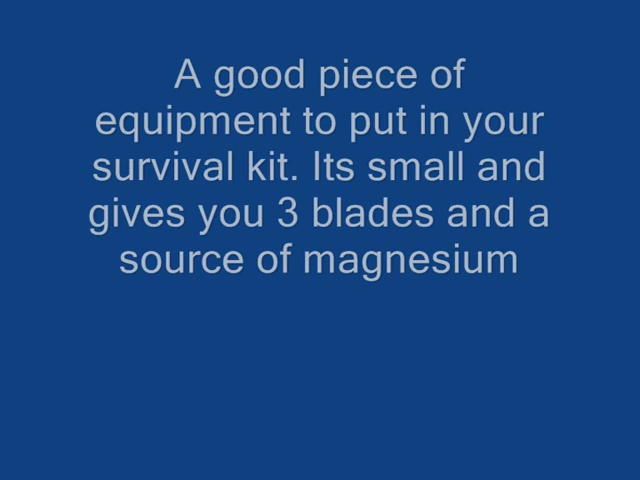 A good piece of
equipment to put in your
survival kit. Its small and
gives you 3 blades and a
source of magnesium